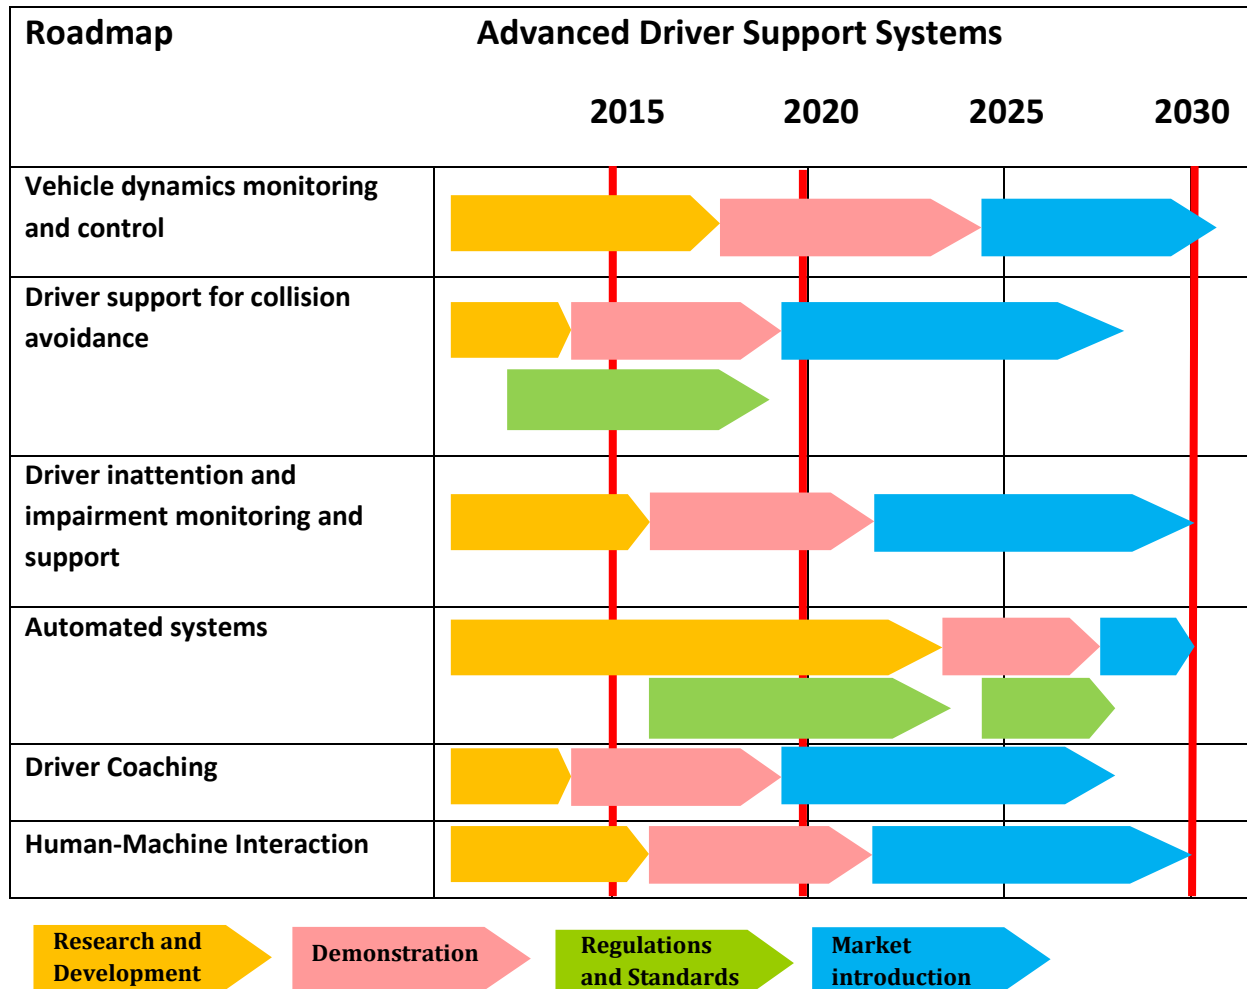 Roadmap
Advanced Driver Support Systems
2015 2020 2025 2030
Vehicle dynamics monitoring
and control
Driver support for collision
avoidance
Driver inattention and
impairment monitoring and
support
Automated systems
Driver Coaching
Human-Machine Interaction
Research and
Development
Demonstration
Regulations
and Standards
Market
introduction